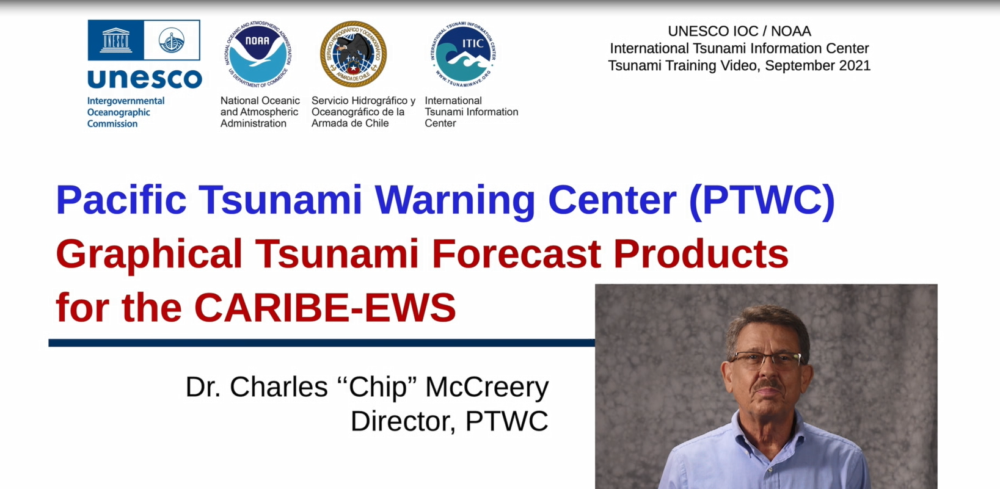 UNESCO
unesco
Intergovernmental
Oceanographic
Commission
NATIONAL OCEANIC AND ATMOSPHERIC ADMINISTRATION
NOAA
US DEPARTMENT OF COMMERCE
National Oceanic
and Atmospheric
Administration
SERVICIO HIDROGRÁFICO Y OCEANOGRÁFICO
ARMADA DE CHILE
Servicio Hidrográfico y
Oceanográfico de la
Armada de Chile
INTERNATIONAL TSUNAMI INFORMATION CENTER
ITIC
WWW.TSUNAMIWAVE.ORG
International
Tsunami Information
Center
UNESCO IOC / NOAA
International Tsunami Information Center
Tsunami Training Video, September 2021
Pacific Tsunami Warning Center (PTWC)
Graphical Tsunami Forecast Products
for the CARIBE-EWS
Dr. Charles “Chip” McCreery
Director, PTWC